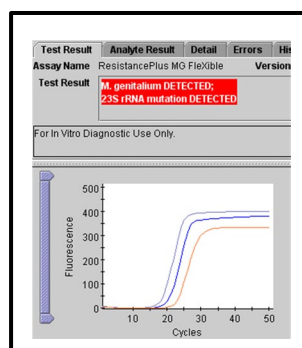 Test Result Analyte Result Detail Errors His
Assay Name ResistancePlus MG FleXible Version
Test Result M. genitalium DETECTED;
23S rRNA mutation DETECTED
For In Vitro Diagnostic Use Only.
500
400
300
200
100
0
Fluorescence
10 20 30 40 50
Cycles